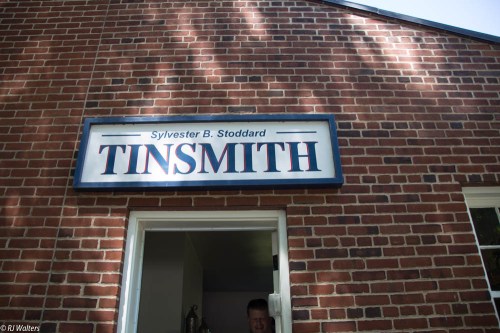 Sylvester B. Stoddard
TINSMITH
© RJ Walters